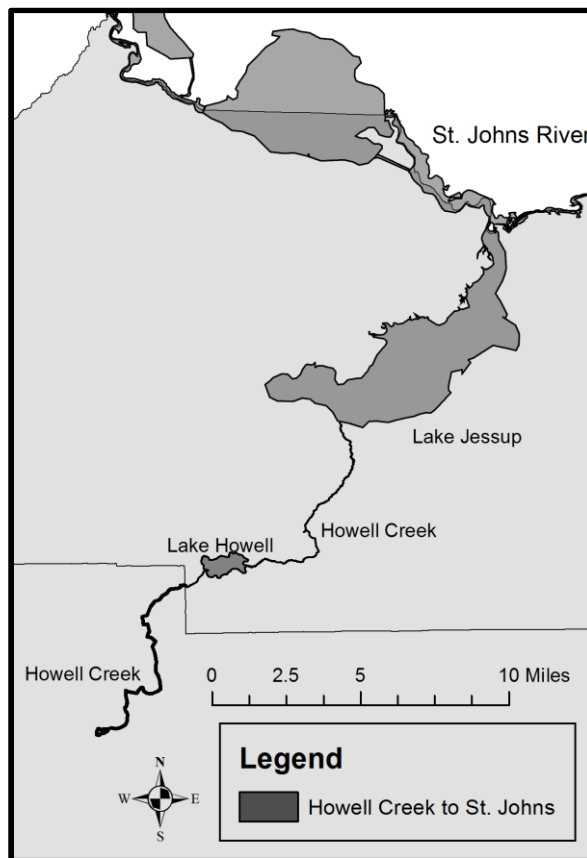 St. Johns River
Lake Jessup
Howell Creek
Lake Howell
Howell Creek
0 2.5 5 10 Miles
N
W E
S
Legend
Howell Creek to St. Johns